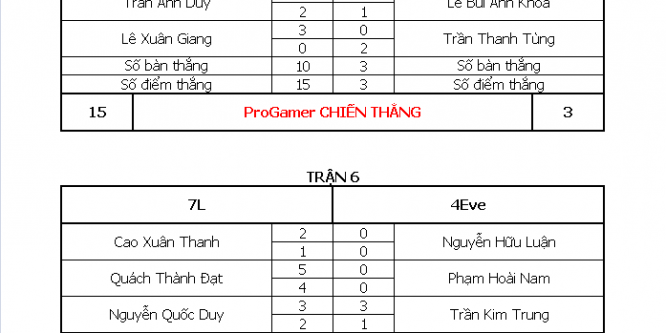 Trần Anh Duy 2 1 Lê Bùi Anh Khoa
Lê Xuân Giang 3 0 Trần Thanh Tùng
0 2
Số bàn thắng 10 3 Số bàn thắng
Số điểm thắng 15 3 Số điểm thắng
15 ProGamer CHIẾN THẮNG 3
TRẬN 6
7L 4Eve
Cao Xuân Thanh 2 0 Nguyễn Hữu Luận
1 0
Quách Thành Đạt 5 0 Phạm Hoài Nam
4 0
Nguyễn Quốc Duy 3 3 Trần Kim Trung
2 1